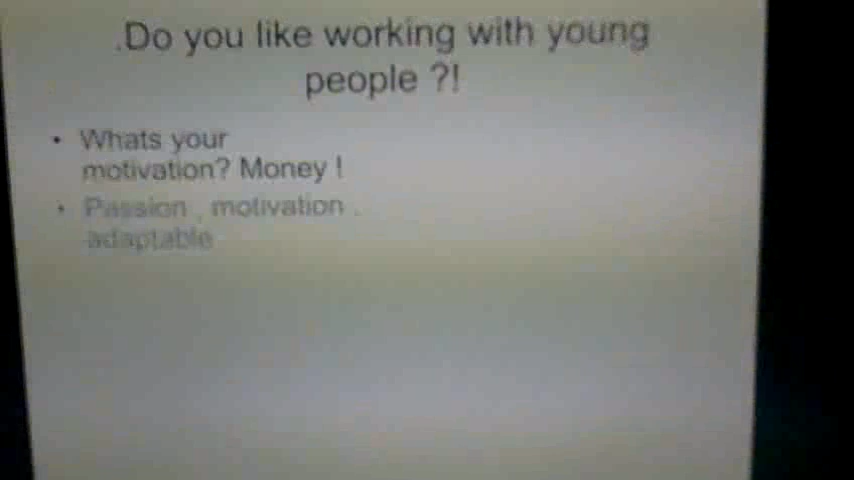 .Do you like working with young
people ?!
• Whats your
motivation? Money !
• Passion , motivation .
adaptable